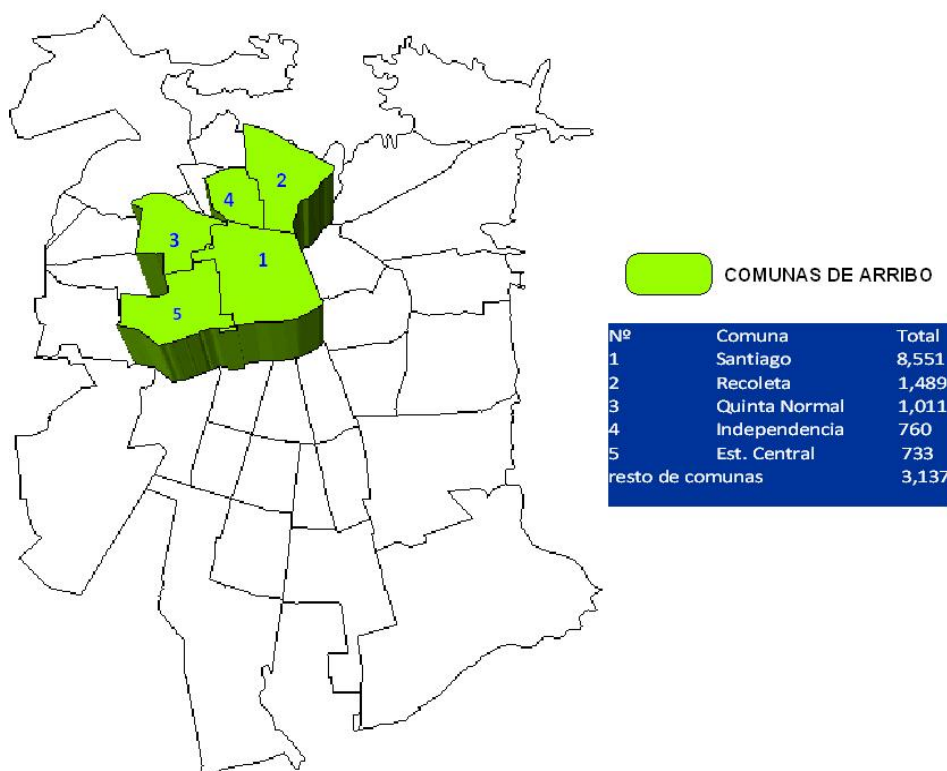 2
4
3
1
5
COMUNAS DE ARRIBO
Nº Comuna Total
1 Santiago 8,551
2 Recoleta 1,489
3 Quinta Normal 1,011
4 Independencia 760
5 Est. Central 733
resto de comunas 3,137